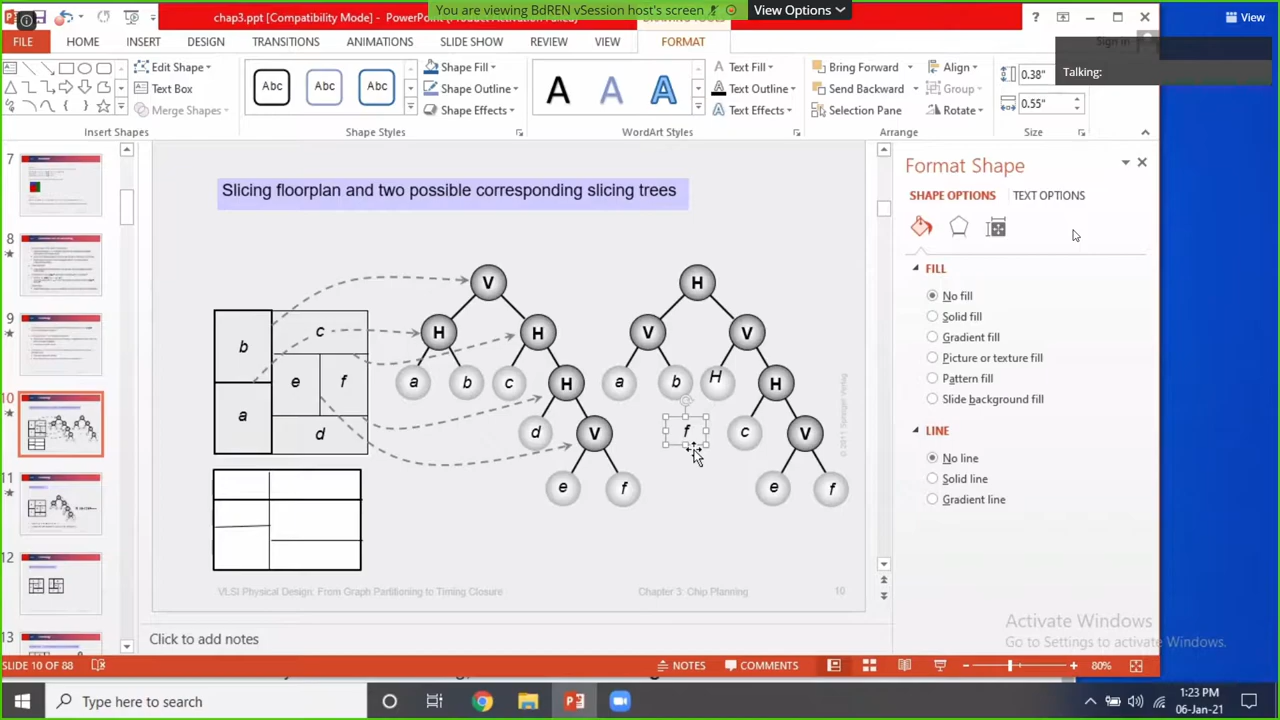 You are viewing BdREN vSession host's screen
View Options
View
chap3.ppt [Compatibility Mode] - PowerPoint
Sign in
Talking:
FILE
HOME
INSERT
DESIGN
TRANSITIONS
ANIMATIONS
SLIDE SHOW
REVIEW
VIEW
FORMAT
Edit Shape
Text Box
Merge Shapes
Insert Shapes
Abc
Abc
Abc
Shape Fill
Shape Outline
Shape Effects
Shape Styles
A
A
A
Text Fill
Text Outline
Text Effects
WordArt Styles
Bring Forward
Send Backward
Selection Pane
Align
Group
Rotate
Arrange
0.38"
0.55"
Size
7
8
9
10
11
12
13
Slicing floorplan and two possible corresponding slicing trees
b
a
c
e
f
d
V
H
H
a
b
c
H
d
V
e
f
H
V
V
a
b
H
H
f
c
V
e
f
© 2011 Springer Verlag
VLSI Physical Design: From Graph Partitioning to Timing Closure
Chapter 3: Chip Planning
10
Click to add notes
Format Shape
SHAPE OPTIONS
TEXT OPTIONS
FILL
No fill
Solid fill
Gradient fill
Picture or texture fill
Pattern fill
Slide background fill
LINE
No line
Solid line
Gradient line
Activate Windows
Go to Settings to activate Windows.
SLIDE 10 OF 88
NOTES
COMMENTS
80%
Type here to search
1:23 PM
06-Jan-21